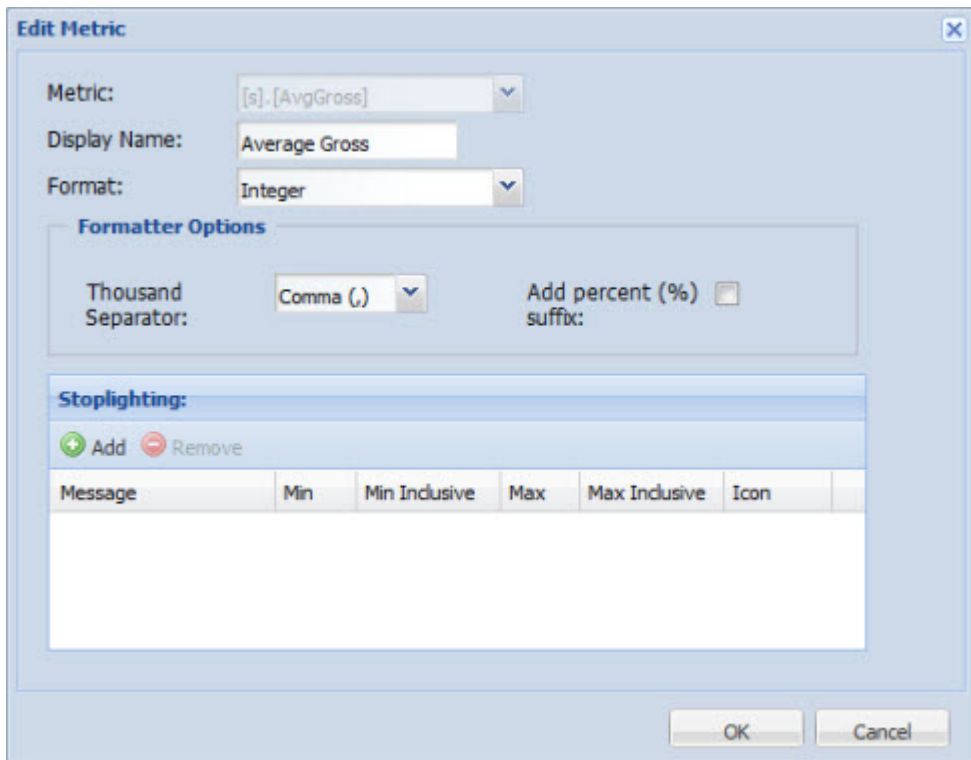 Edit Metric
Metric: [s].[AvgGross]
Display Name: Average Gross
Format: Integer
Formatter Options
Thousand Separator: Comma (,) Add percent (%) suffix:
Stoplighting:
Add Remove
Message Min Min Inclusive Max Max Inclusive Icon
OK Cancel